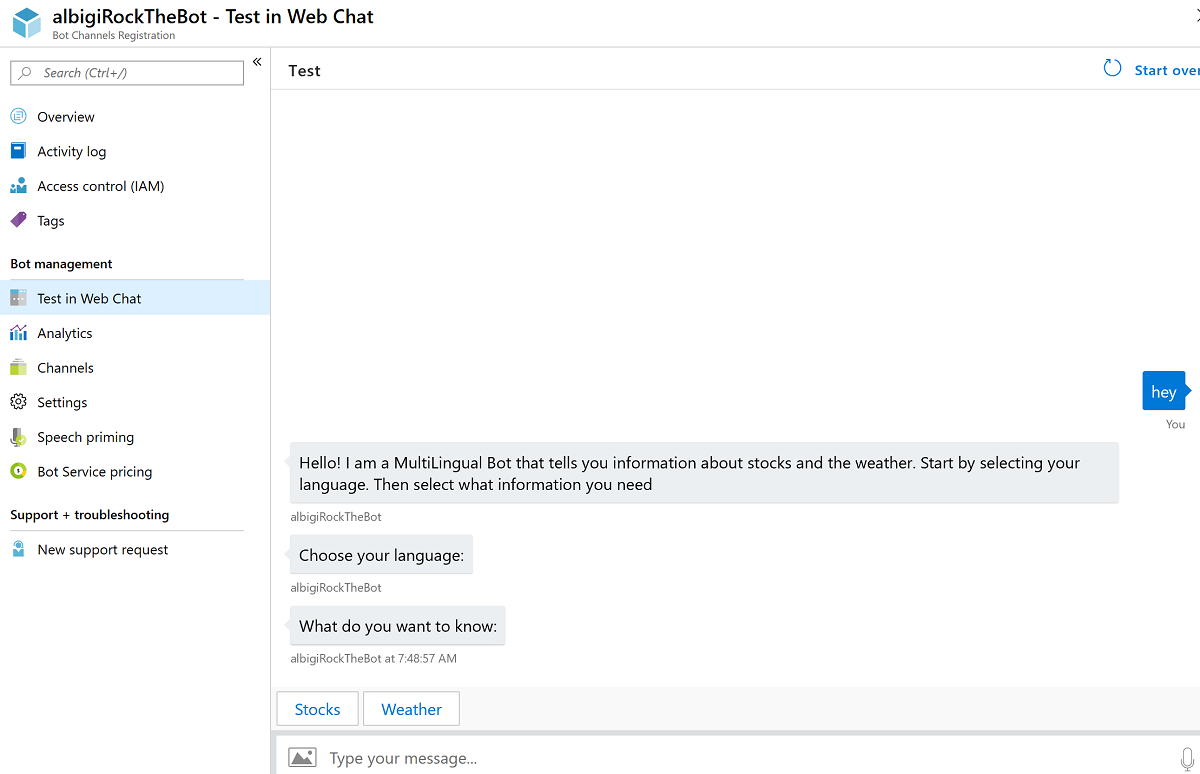 albigiRockTheBot - Test in Web Chat
Bot Channels Registration
Search (Ctrl+/)
«
Overview
Activity log
Access control (IAM)
Tags
Bot management
Test in Web Chat
Analytics
Channels
Settings
Speech priming
Bot Service pricing
Support + troubleshooting
New support request
Test
Start over
hey
You
Hello! I am a MultiLingual Bot that tells you information about stocks and the weather. Start by selecting your
language. Then select what information you need
albigiRockTheBot
Choose your language:
albigiRockTheBot
What do you want to know:
albigiRockTheBot at 7:48:57 AM
Stocks
Weather
Type your message...